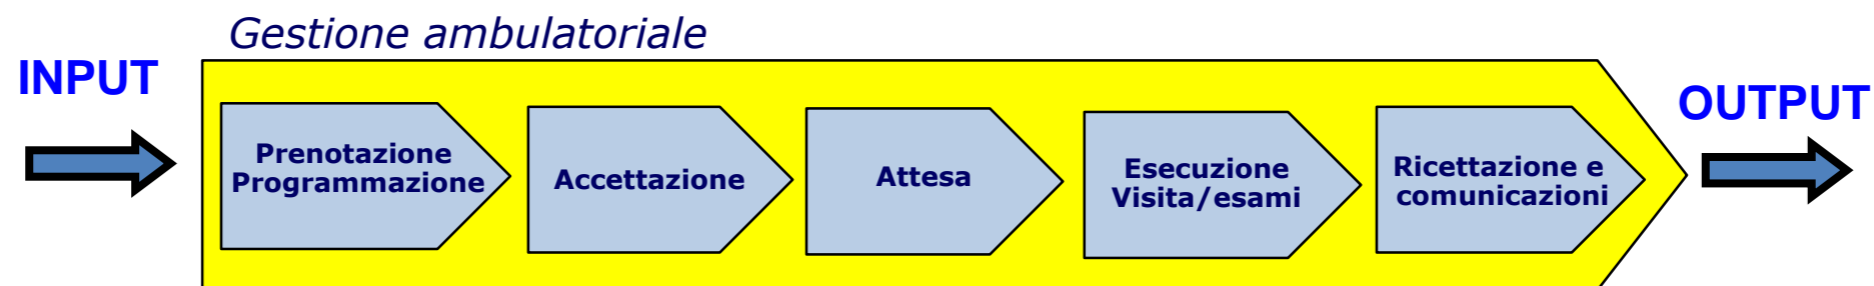 Gestione ambulatoriale
INPUT
OUTPUT
Prenotazione
Programmazione
Accettazione
Attesa
Esecuzione
Visita/esami
Ricettazione e
comunicazioni